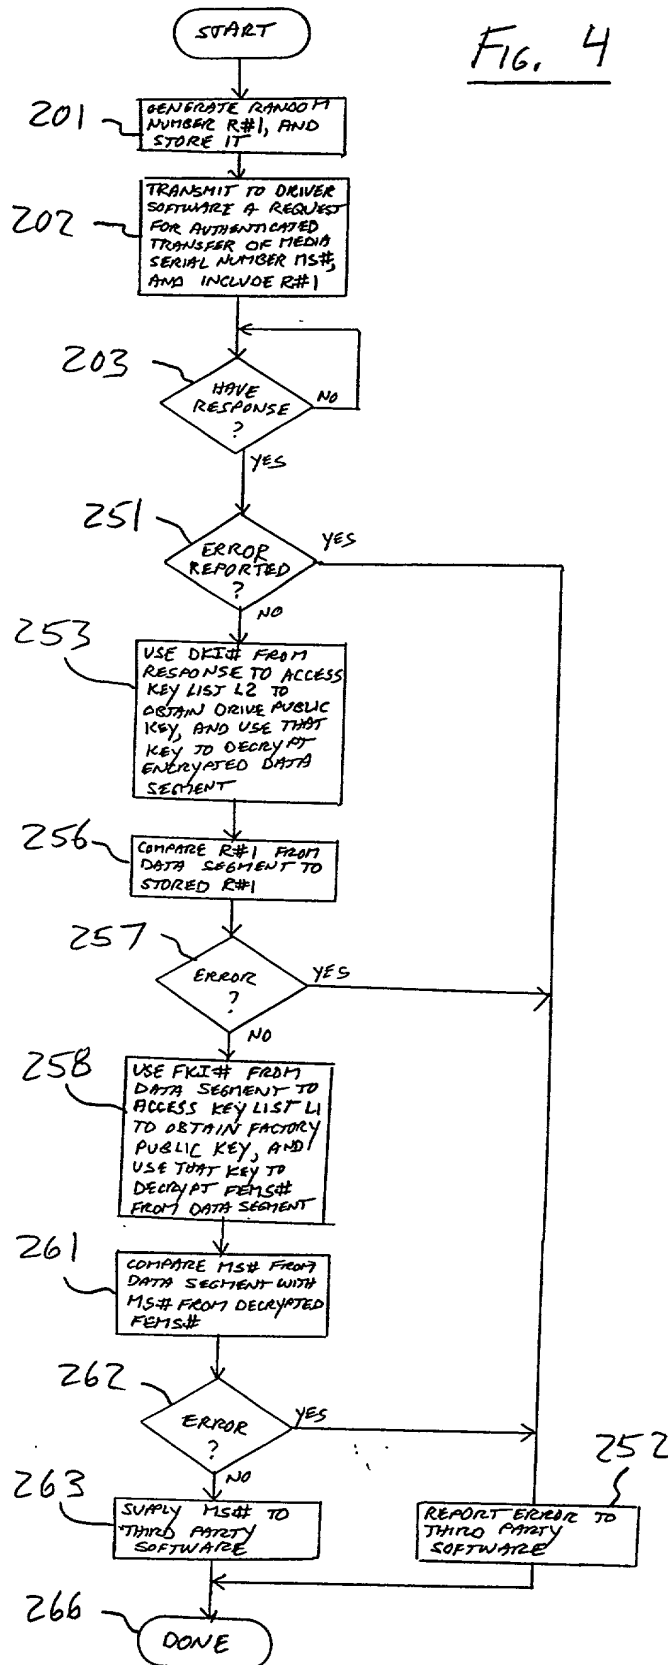 START
FIG. 4
201
GENERATE RANDOM
NUMBER R#1, AND
STORE IT
202
TRANSMIT TO DRIVER
SOFTWARE A REQUEST
FOR AUTHENTICATED
TRANSFER OF MEDIA
SERIAL NUMBER MS#,
AND INCLUDE R#1
203
HAVE
RESPONSE
?
NO
YES
251
ERROR
REPORTED
?
YES
NO
253
USE DKI# FROM
RESPONSE TO ACCESS
KEY LIST L2 TO
OBTAIN DRIVE PUBLIC
KEY, AND USE THAT
KEY TO DECRYPT
ENCRYPTED DATA
SEGMENT
256
COMPARE R#1 FROM
DATA SEGMENT TO
STORED R#1
257
ERROR
?
YES
NO
258
USE FKI# FROM
DATA SEGMENT TO
ACCESS KEY LIST L1
TO OBTAIN FACTORY
PUBLIC KEY, AND
USE THAT KEY TO
DECRYPT FEMS#
FROM DATA SEGMENT
261
COMPARE MS# FROM
DATA SEGMENT WITH
MS# FROM DECRYPTED
FEMS#
262
ERROR
?
YES
NO
263
SUPPLY MS# TO
THIRD PARTY
SOFTWARE
252
REPORT ERROR TO
THIRD PARTY
SOFTWARE
266
DONE